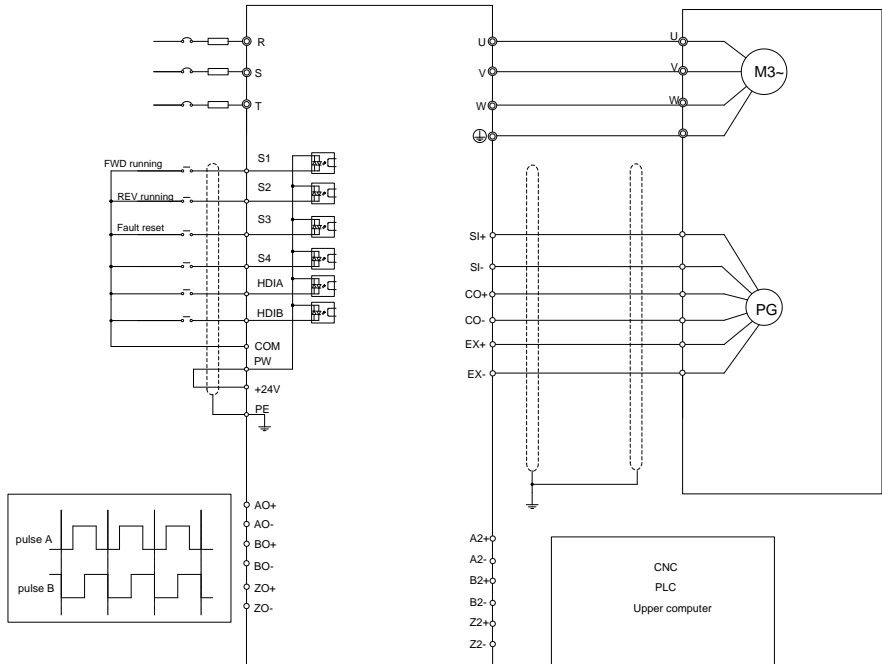 R
S
T
U
V
W
U
V
W
M3~
FWD running
REV running
Fault reset
S1
S2
S3
S4
HDIA
HDIB
COM
PW
+24V
PE
SI+
SI-
CO+
CO-
EX+
EX-
PG
pulse A
pulse B
AO+
AO-
BO+
BO-
ZO+
ZO-
A2+
A2-
B2+
B2-
Z2+
Z2-
CNC
PLC
Upper computer